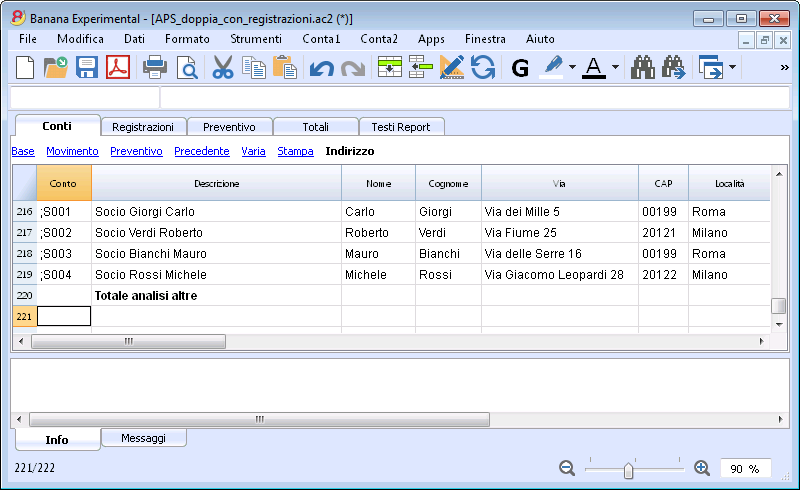 Banana Experimental - [APS_doppia_con_registrazioni.ac2 (*)]
File Modifica Dati Formato Strumenti Conta1 Conta2 Apps Finestra Aiuto
G A »
Conti Registrazioni Preventivo Totali Testi Report
Base Movimento Preventivo Precedente Varia Stampa Indirizzo
Conto Descrizione Nome Cognome Via CAP Località
216 ;S001 Socio Giorgi Carlo Carlo Giorgi Via dei Mille 5 00199 Roma
217 ;S002 Socio Verdi Roberto Roberto Verdi Via Fiume 25 20121 Milano
218 ;S003 Socio Bianchi Mauro Mauro Bianchi Via delle Serre 16 00199 Roma
219 ;S004 Socio Rossi Michele Michele Rossi Via Giacomo Leopardi 28 20122 Milano
220 Totale analisi altre
221
Info Messaggi
221/222 90 %